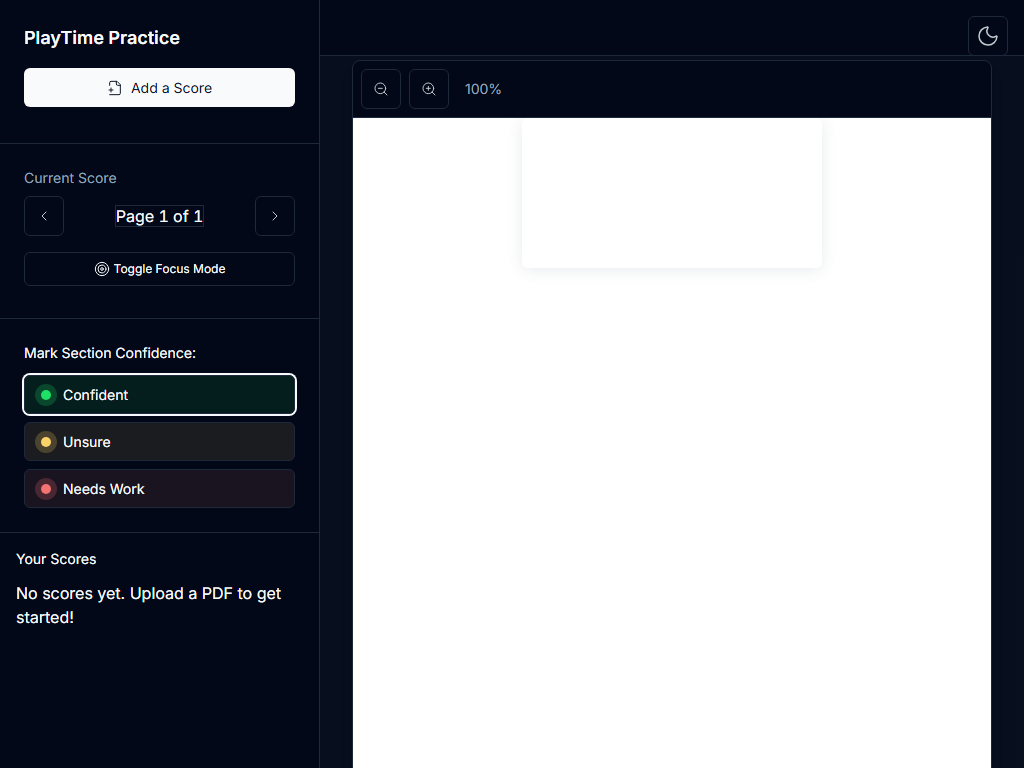 PlayTime Practice
Add a Score
100%
Current Score
Page 1 of 1
Toggle Focus Mode
Mark Section Confidence:
Confident
Unsure
Needs Work
Your Scores
No scores yet. Upload a PDF to get
started!